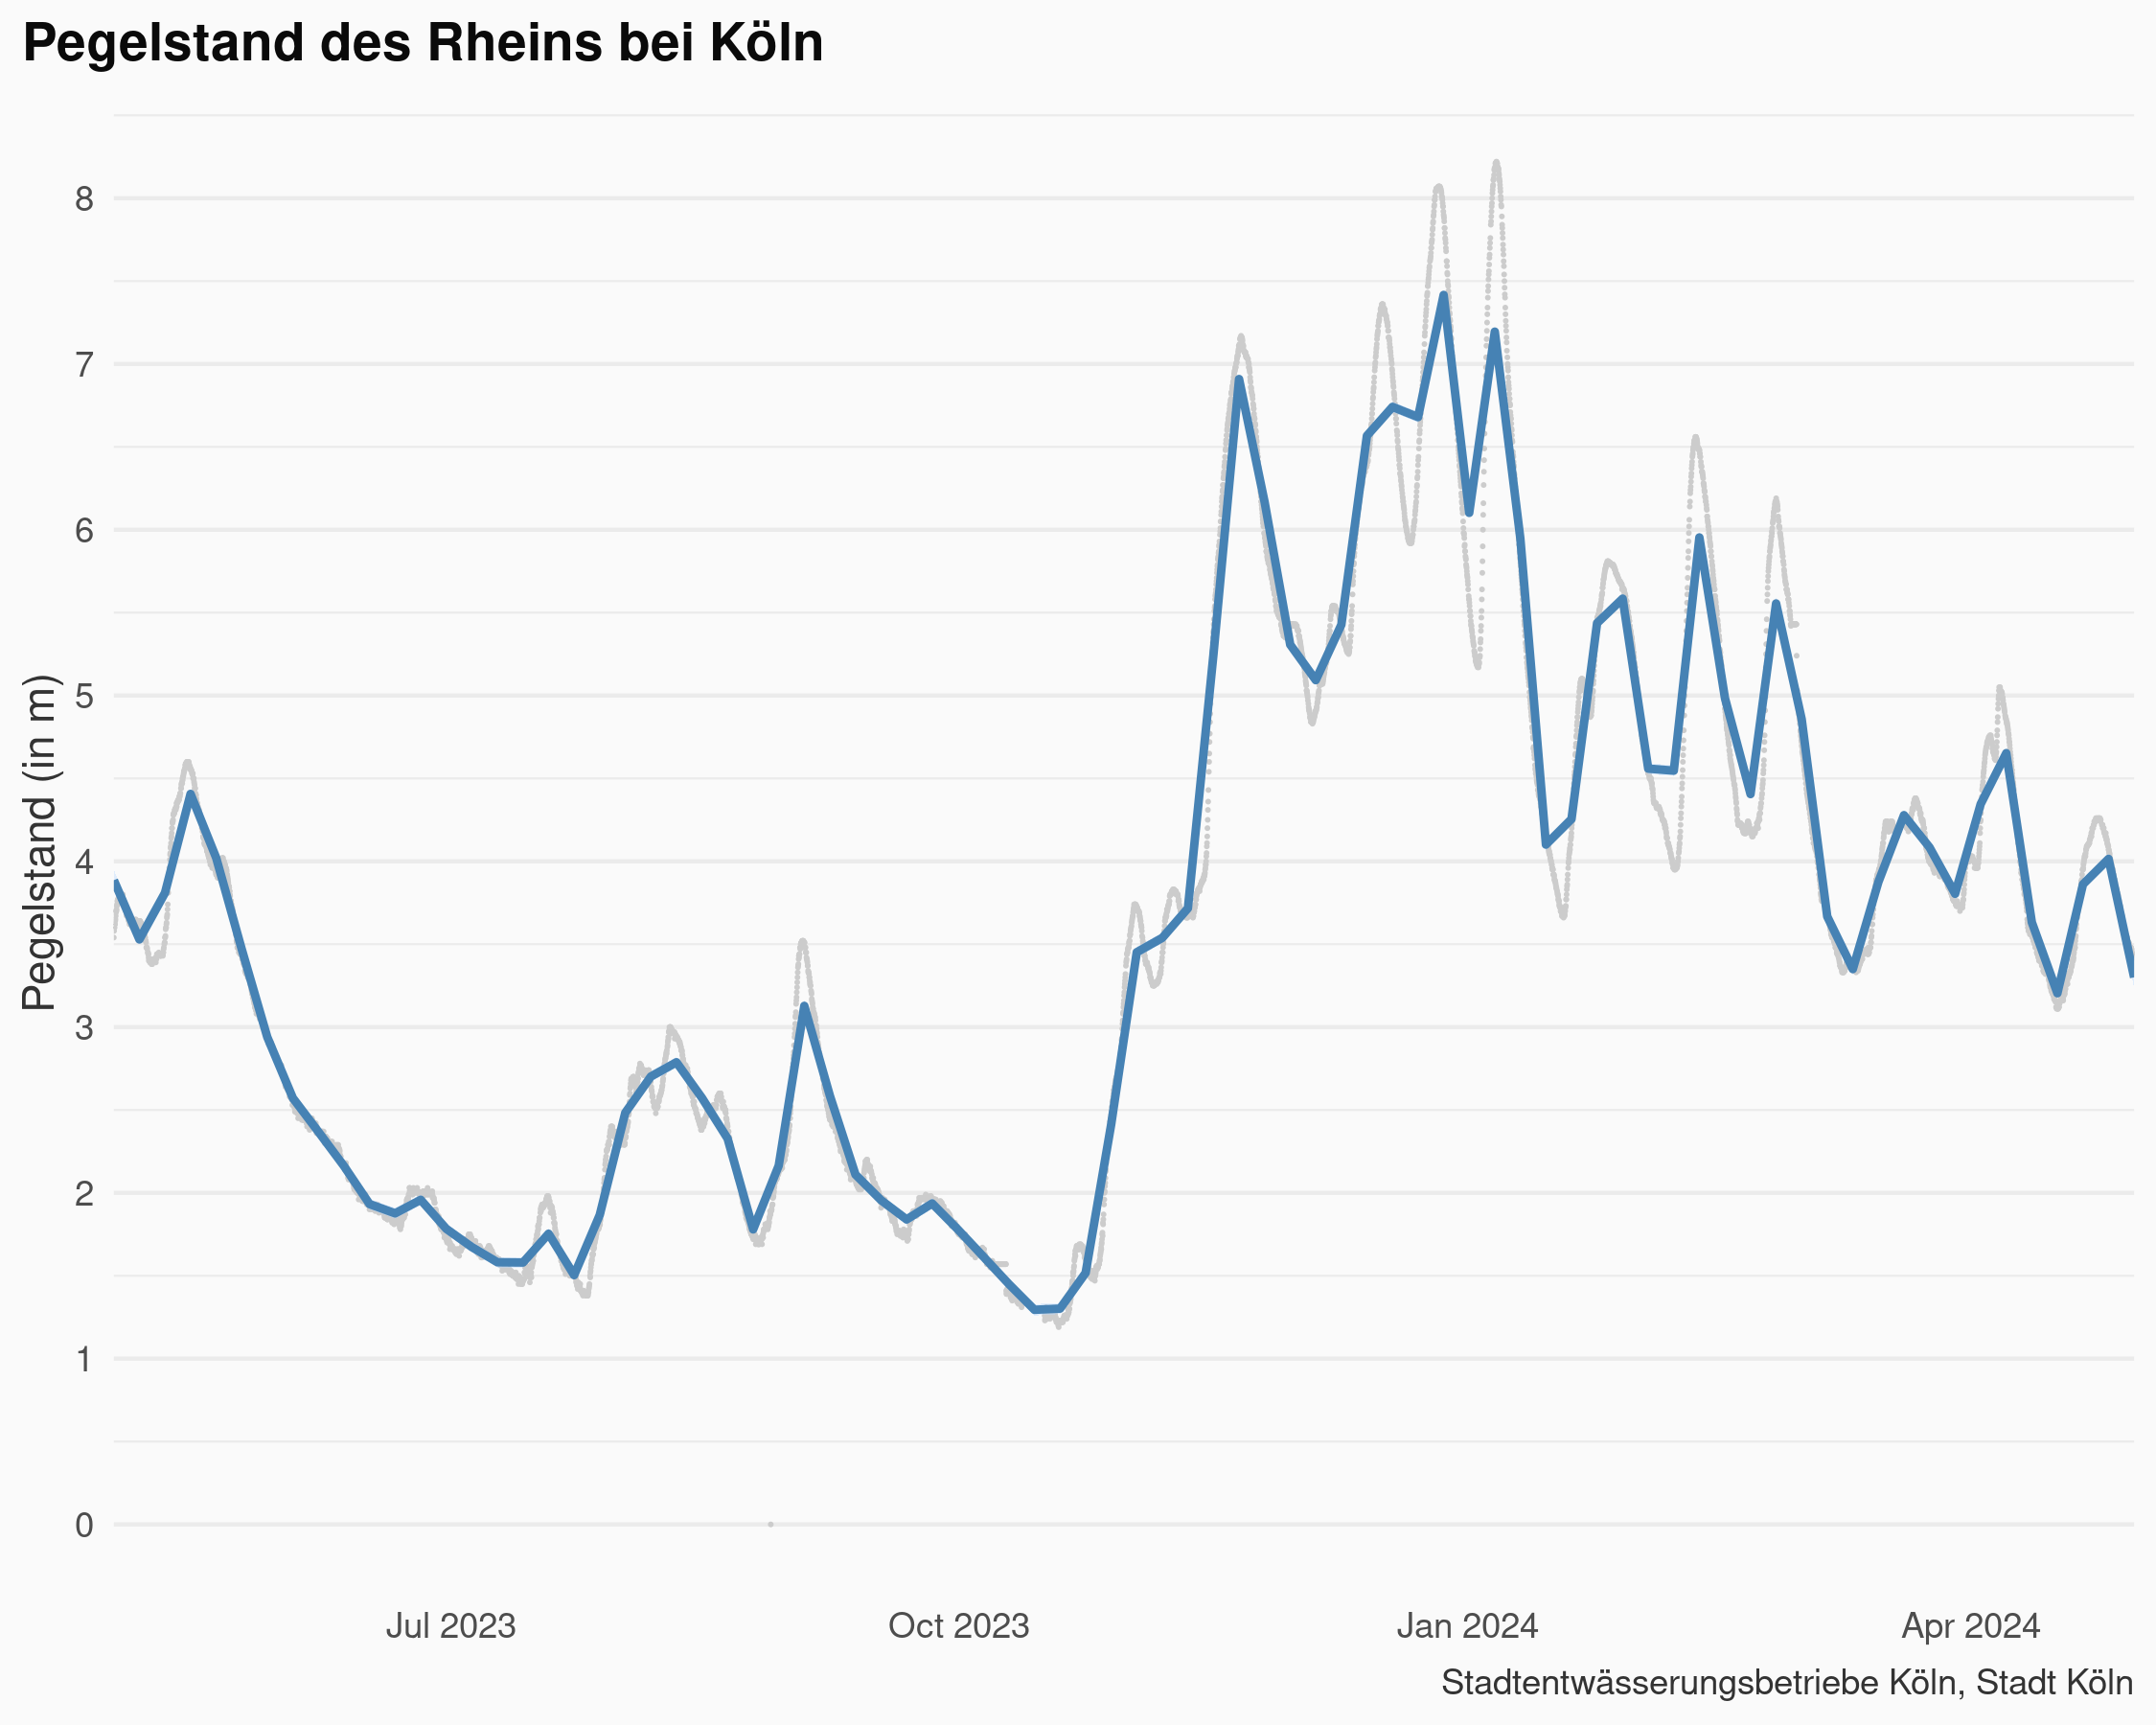 Pegelstand des Rheins bei Köln
Pegelstand (in m)
8
7
6
5
4
3
2
1
0
Jul 2023
Oct 2023
Jan 2024
Apr 2024
Stadtentwässerungsbetriebe Köln, Stadt Köln